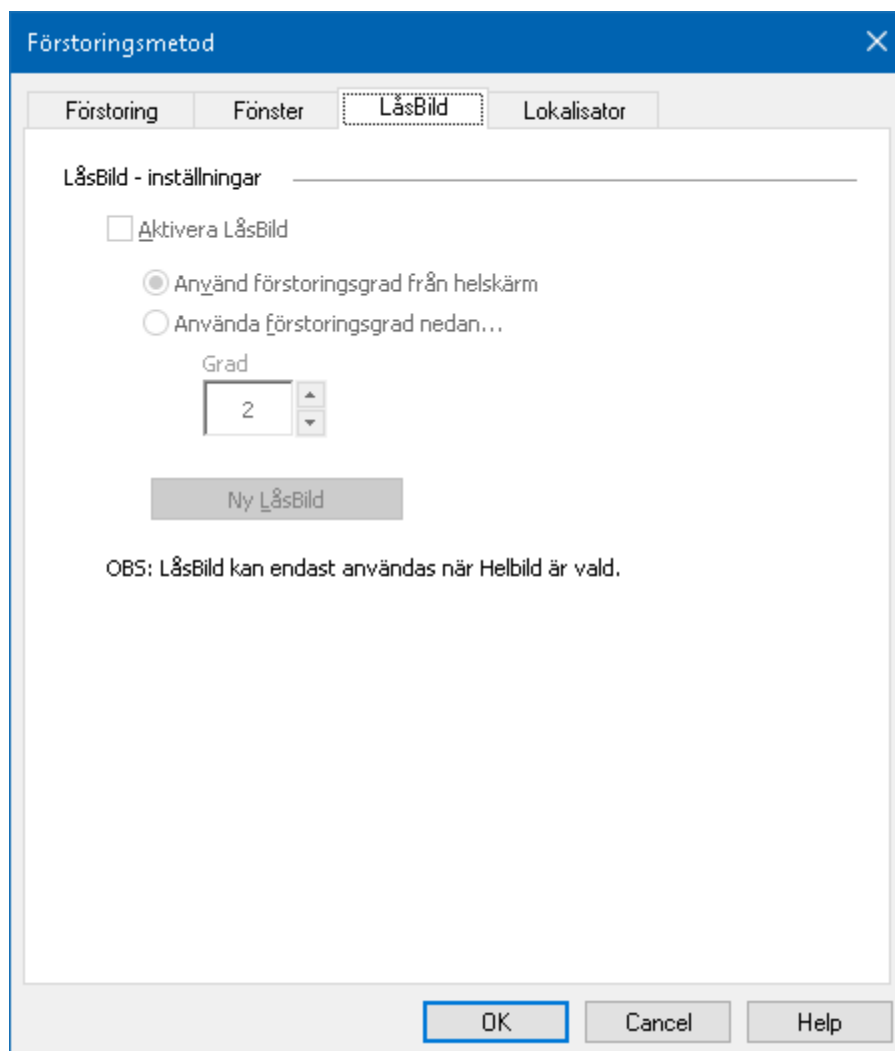 Förstoringsmetod
Förstoring Fönster LåsBild Lokalisator
LåsBild - inställningar
Aktivera LåsBild
Använd förstoringsgrad från helskärm
Använda förstoringsgrad nedan...
Grad
2
Ny LåsBild
OBS: LåsBild kan endast användas när Helbild är vald.
OK Cancel Help